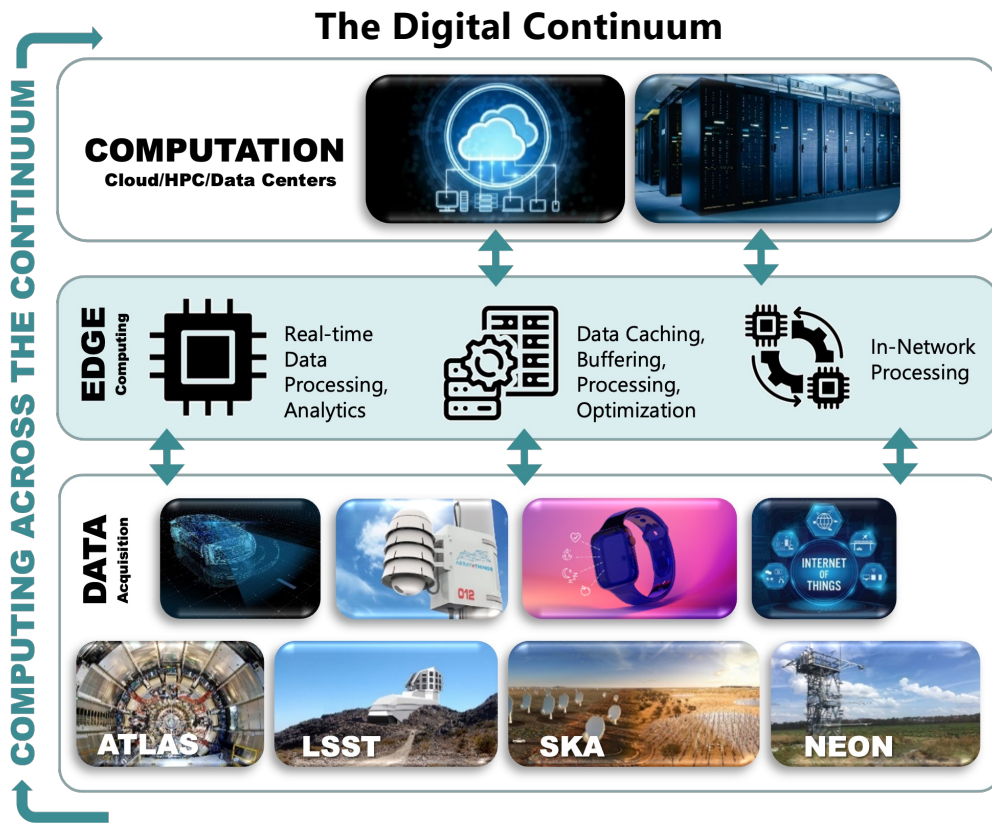 The Digital Continuum
COMPUTING ACROSS THE CONTINUUM
COMPUTATION
Cloud/HPC/Data Centers
EDGE
Computing
Real-time
Data
Processing,
Analytics
Data Caching,
Buffering,
Processing,
Optimization
In-Network
Processing
DATA
Acquisition
012
INTERNET
OF
THINGS
ATLAS
LSST
SKA
NEON